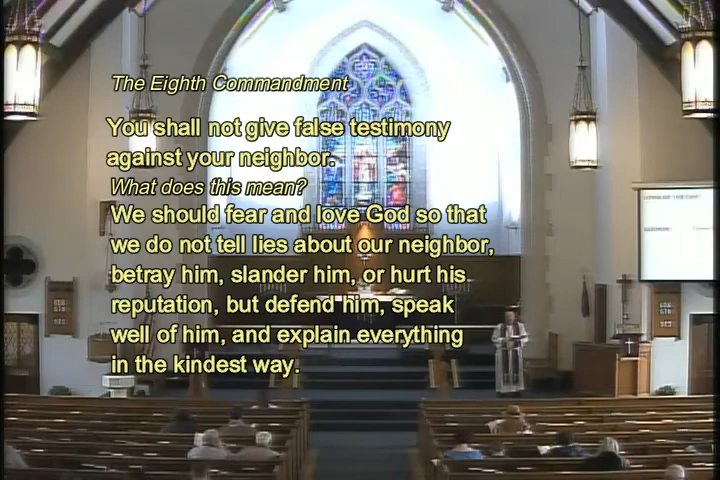 The Eighth Commandment
You shall not give false testimony
against your neighbor.
What does this mean?
We should fear and love God so that
we do not tell lies about our neighbor,
betray him, slander him, or hurt his
reputation, but defend him, speak
well of him, and explain everything
in the kindest way.